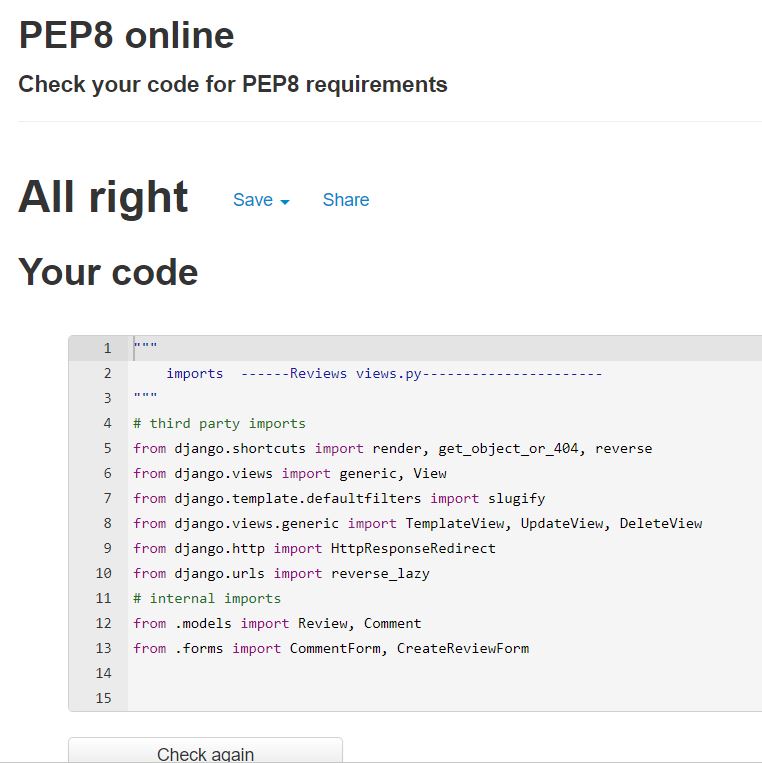 PEP8 online
Check your code for PEP8 requirements
All right Save Share
Your code
1 """
2     imports  ------Reviews views.py----------------------
3 """
4 # third party imports
5 from django.shortcuts import render, get_object_or_404, reverse
6 from django.views import generic, View
7 from django.template.defaultfilters import slugify
8 from django.views.generic import TemplateView, UpdateView, DeleteView
9 from django.http import HttpResponseRedirect
10 from django.urls import reverse_lazy
11 # internal imports
12 from .models import Review, Comment
13 from .forms import CommentForm, CreateReviewForm
14
15
Check again